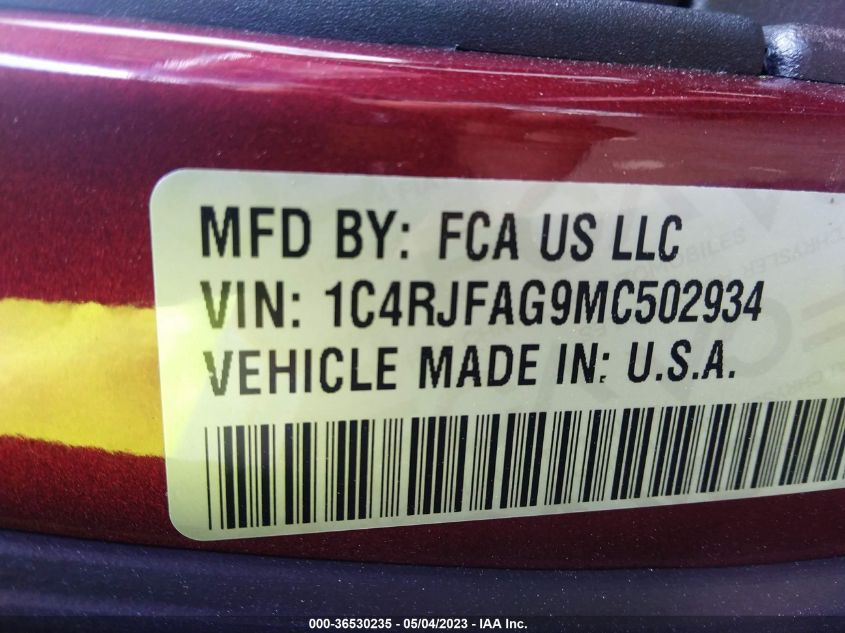 MFD BY: FCA US LLC
VIN: 1C4RJFAG9MC502934
VEHICLE MADE IN: U.S.A.
000-36530235 - 05/04/2023 - IAA Inc.